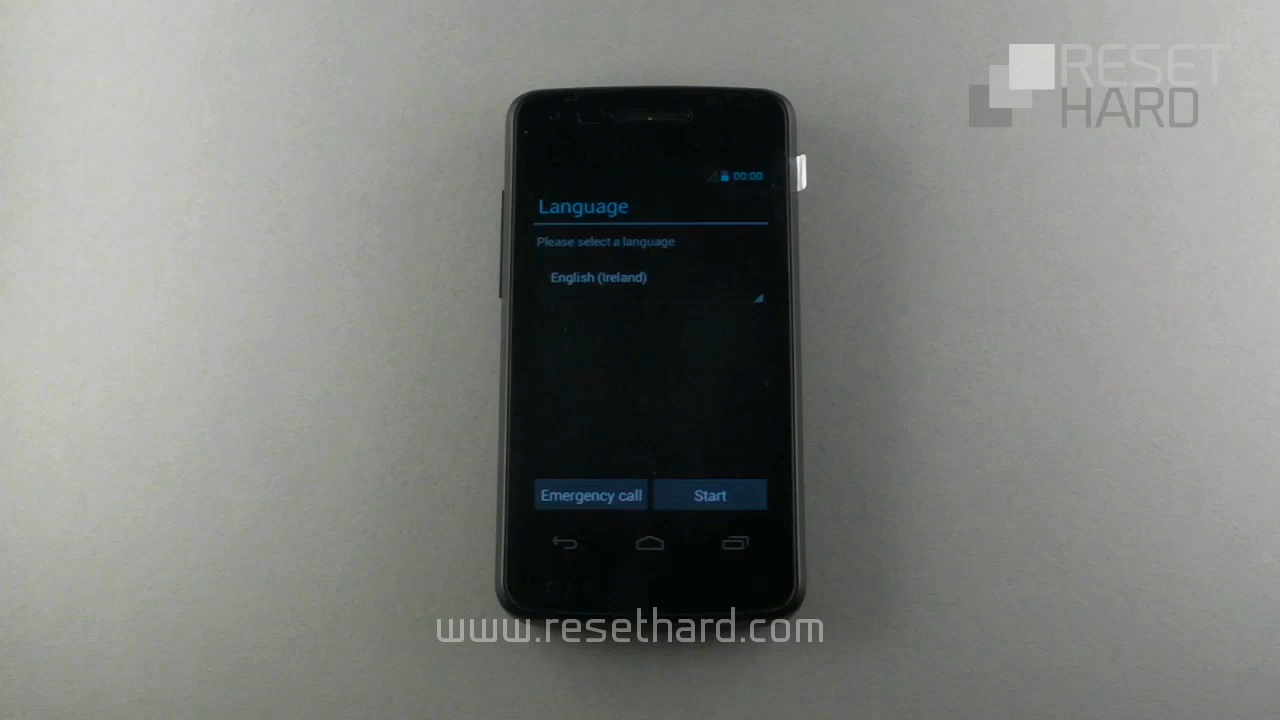 RESET
HARD
00:00
Language
Please select a language
English (Ireland)
Emergency call
Start
www.resethard.com